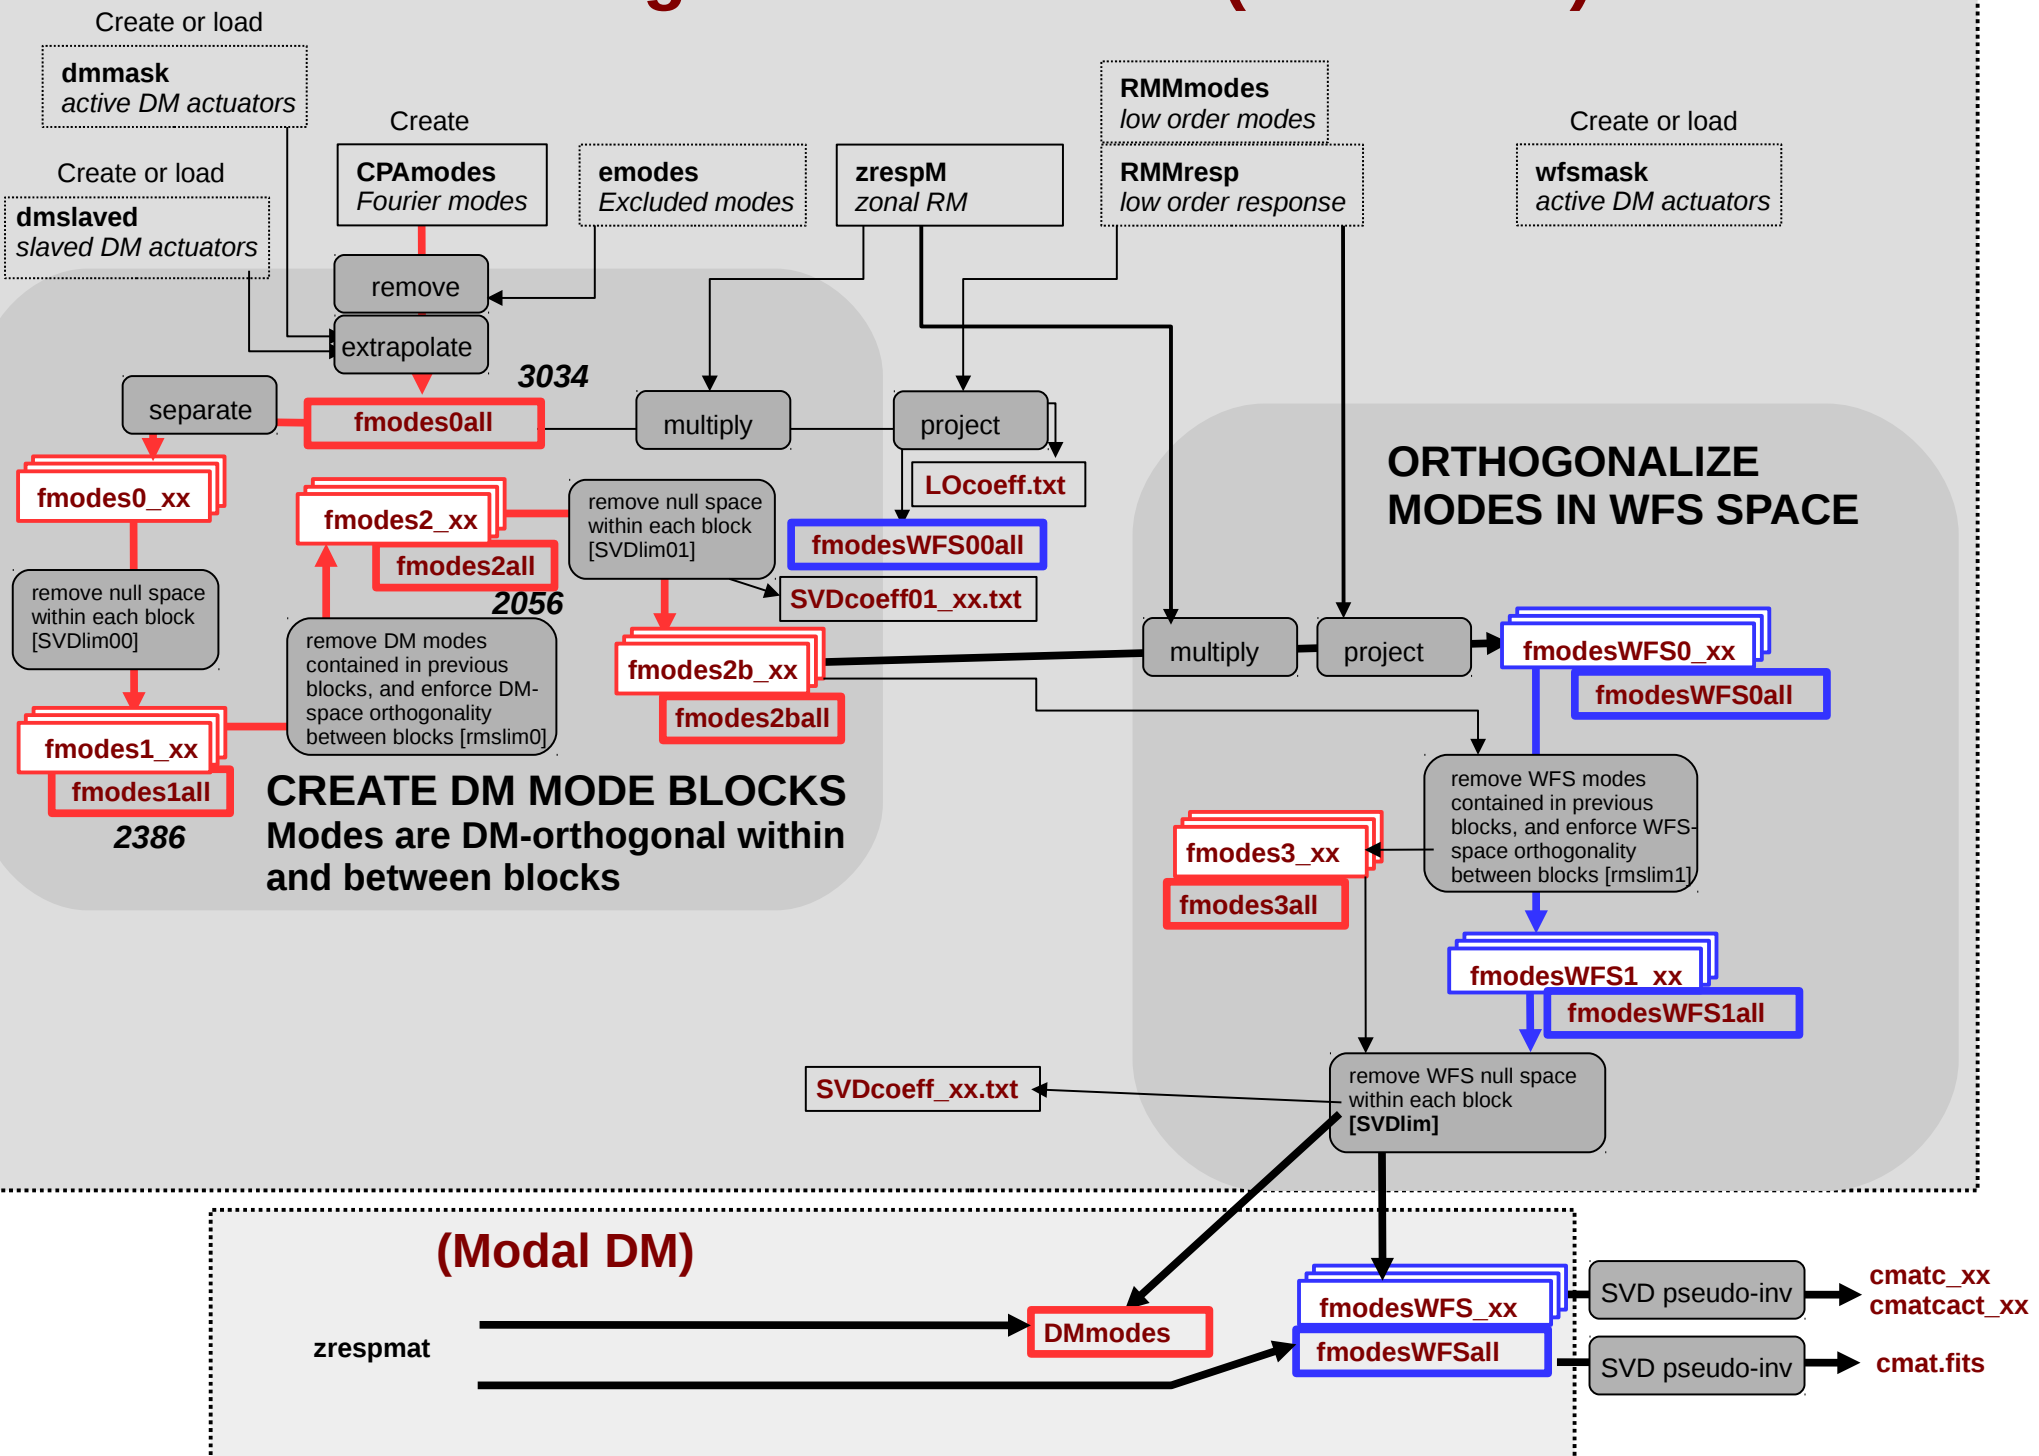 Create or load
dmmask
active DM actuators
RMMmodes
low order modes
Create
Create or load
Create or load
CPAmodes
Fourier modes
emodes
Excluded modes
zrespM
zonal RM
RMMresp
low order response
wfsmask
active DM actuators
dmslaved
slaved DM actuators
remove
extrapolate
3034
separate
fmodes0all
multiply
project
ORTHOGONALIZE
MODES IN WFS SPACE
LOcoeff.txt
fmodes0_xx
fmodes2_xx
fmodes2all
2056
remove null space
within each block
[SVDlim01]
fmodesWFS00all
SVDcoeff01_xx.txt
remove null space
within each block
[SVDlim00]
remove DM modes
contained in previous
blocks, and enforce DM-
space orthogonality
between blocks [rmslim0]
fmodes2b_xx
fmodes2ball
multiply
project
fmodesWFS0_xx
fmodesWFS0all
fmodes1_xx
fmodes1all
2386
CREATE DM MODE BLOCKS
Modes are DM-orthogonal within
and between blocks
remove WFS modes
contained in previous
blocks, and enforce WFS-
space orthogonality
between blocks [rmslim1]
fmodes3_xx
fmodes3all
fmodesWFS1_xx
fmodesWFS1all
SVDcoeff_xx.txt
remove WFS null space
within each block
[SVDlim]
(Modal DM)
zrespmat
DMmodes
fmodesWFS_xx
fmodesWFSall
SVD pseudo-inv
cmatc_xx
cmatcact_xx
SVD pseudo-inv
cmat.fits